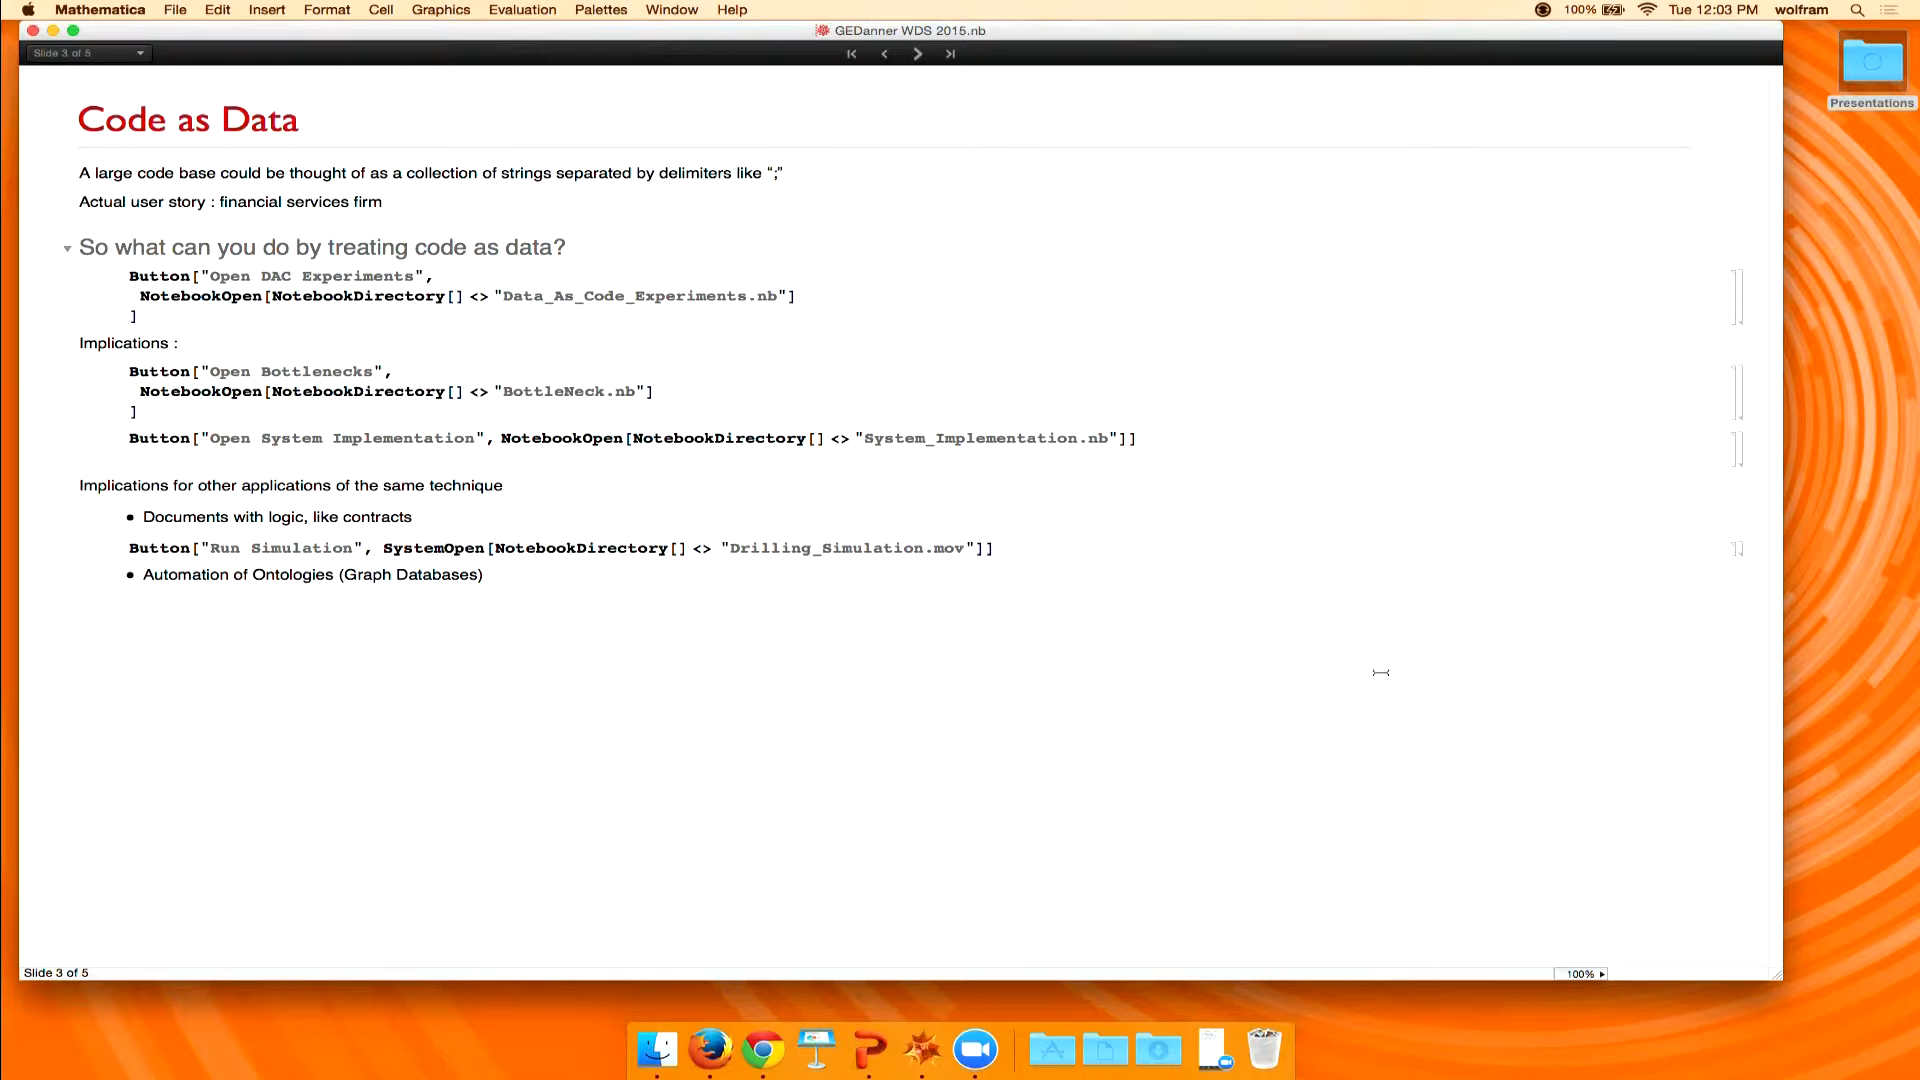 Mathematica File Edit Insert Format Cell Graphics Evaluation Palettes Window Help 100% Tue 12:03 PM wolfram
GEDanner WDS 2015.nb
Slide 3 of 5
Presentations
Code as Data
A large code base could be thought of as a collection of strings separated by delimiters like “;”
Actual user story : financial services firm
So what can you do by treating code as data?
Button["Open DAC Experiments",
NotebookOpen[NotebookDirectory[] <> "Data_As_Code_Experiments.nb"]
]
Implications :
Button["Open Bottlenecks",
NotebookOpen[NotebookDirectory[] <> "BottleNeck.nb"]
]
Button["Open System Implementation", NotebookOpen[NotebookDirectory[] <> "System_Implementation.nb"]]
Implications for other applications of the same technique
• Documents with logic, like contracts
Button["Run Simulation", SystemOpen[NotebookDirectory[] <> "Drilling_Simulation.mov"]]
• Automation of Ontologies (Graph Databases)
Slide 3 of 5
100%